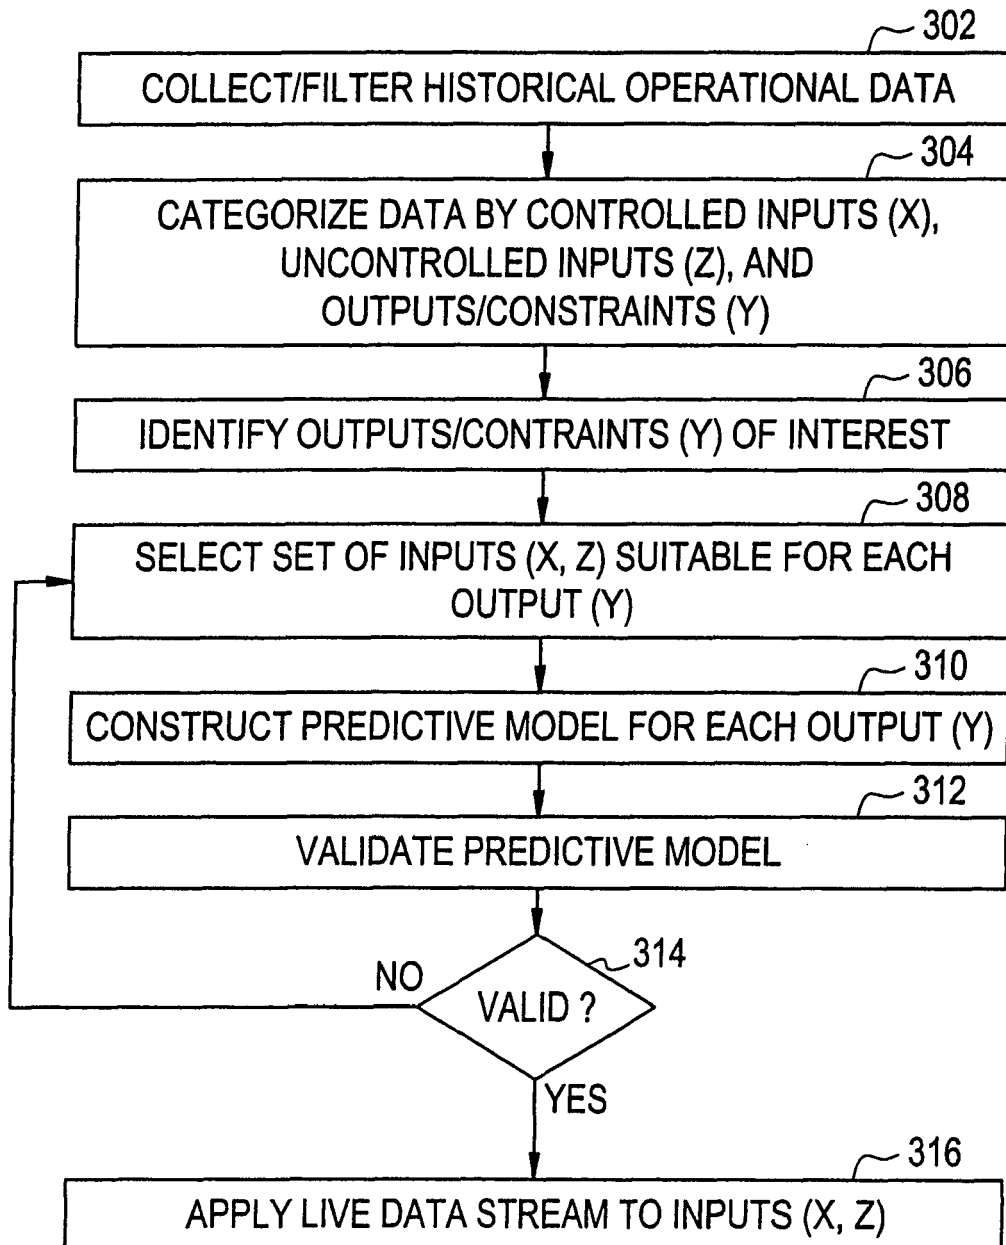 302
COLLECT/FILTER HISTORICAL OPERATIONAL DATA
304
CATEGORIZE DATA BY CONTROLLED INPUTS (X),
UNCONTROLLED INPUTS (Z), AND
OUTPUTS/CONSTRAINTS (Y)
306
IDENTIFY OUTPUTS/CONTRAINTS (Y) OF INTEREST
308
SELECT SET OF INPUTS (X, Z) SUITABLE FOR EACH
OUTPUT (Y)
310
CONSTRUCT PREDICTIVE MODEL FOR EACH OUTPUT (Y)
312
VALIDATE PREDICTIVE MODEL
314
NO
VALID ?
YES
316
APPLY LIVE DATA STREAM TO INPUTS (X, Z)